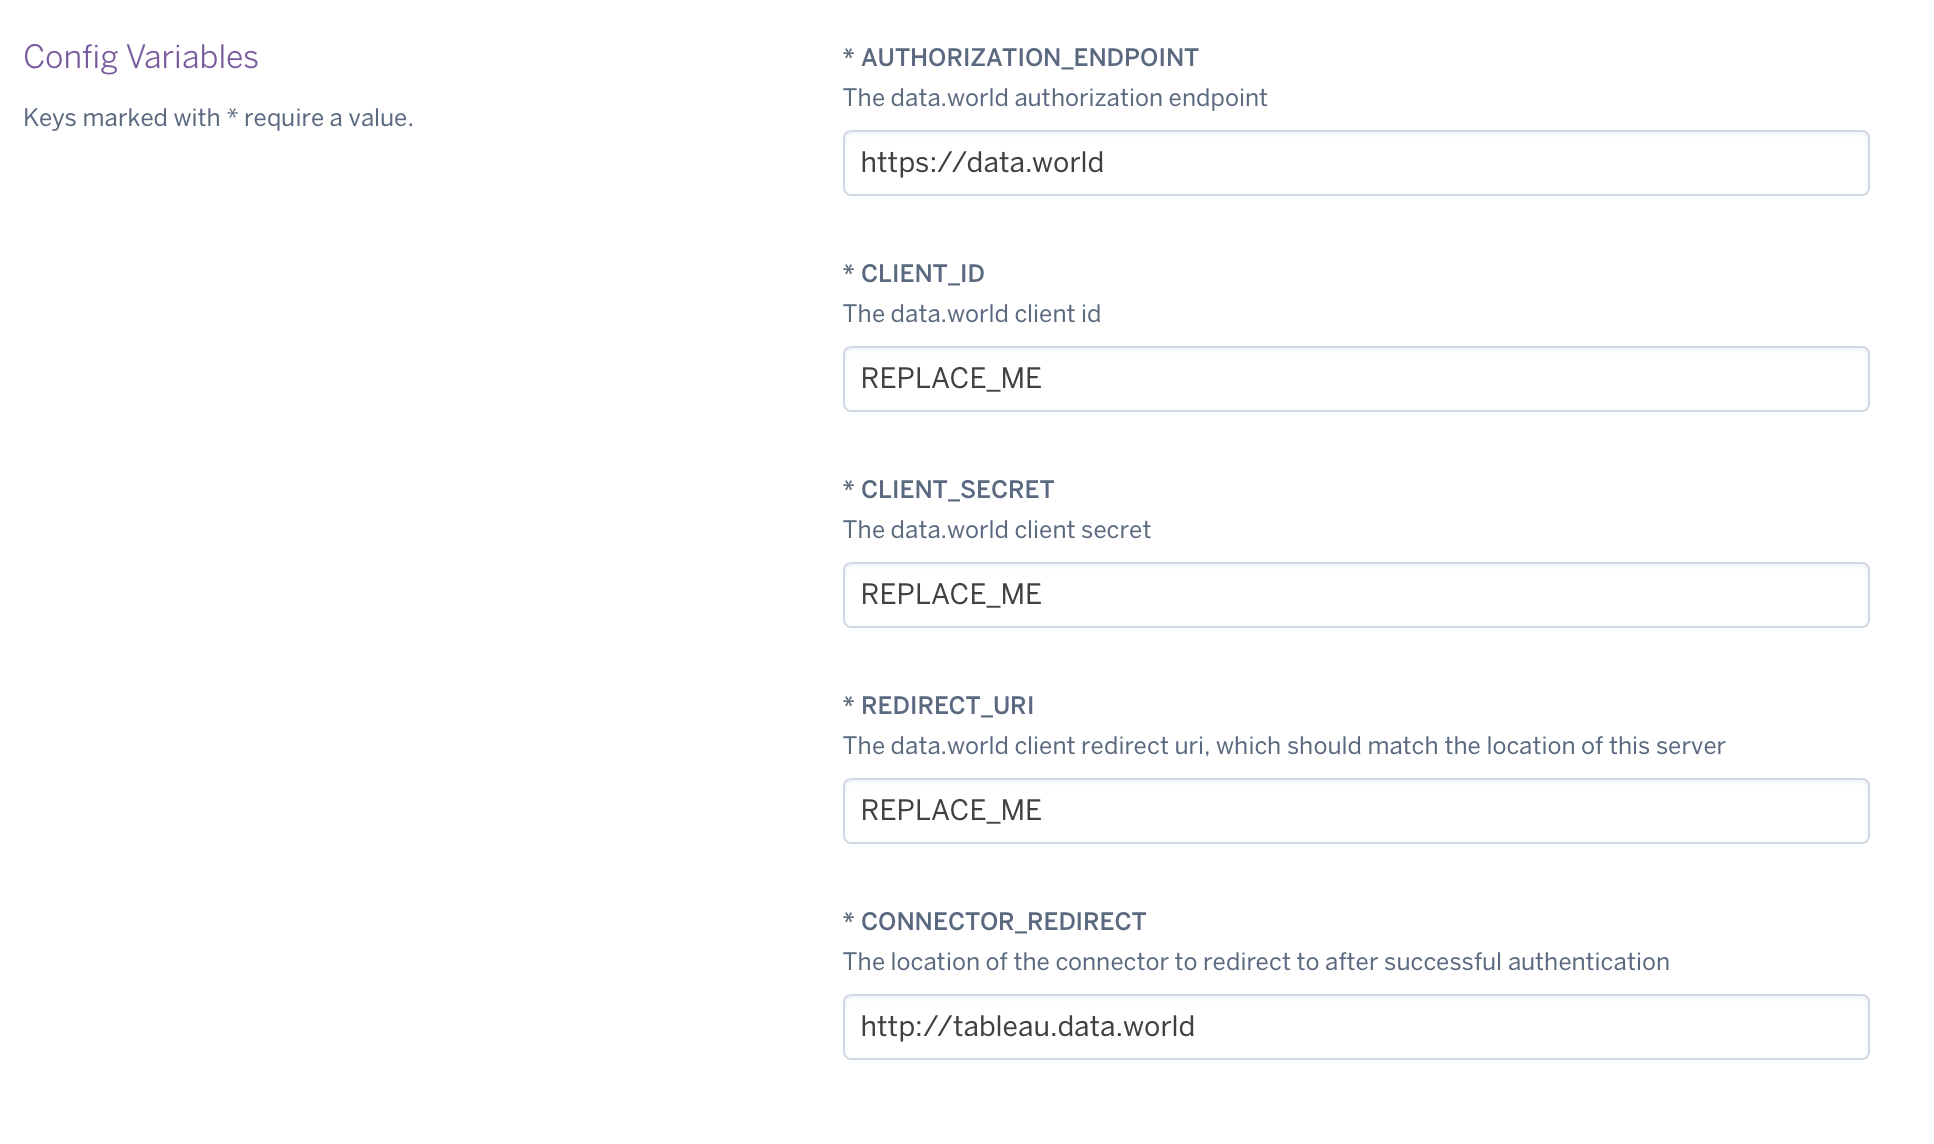 Config Variables
Keys marked with * require a value.
* AUTHORIZATION_ENDPOINT
The data.world authorization endpoint
https://data.world
* CLIENT_ID
The data.world client id
REPLACE_ME
* CLIENT_SECRET
The data.world client secret
REPLACE_ME
* REDIRECT_URI
The data.world client redirect uri, which should match the location of this server
REPLACE_ME
* CONNECTOR_REDIRECT
The location of the connector to redirect to after successful authentication
http://tableau.data.world